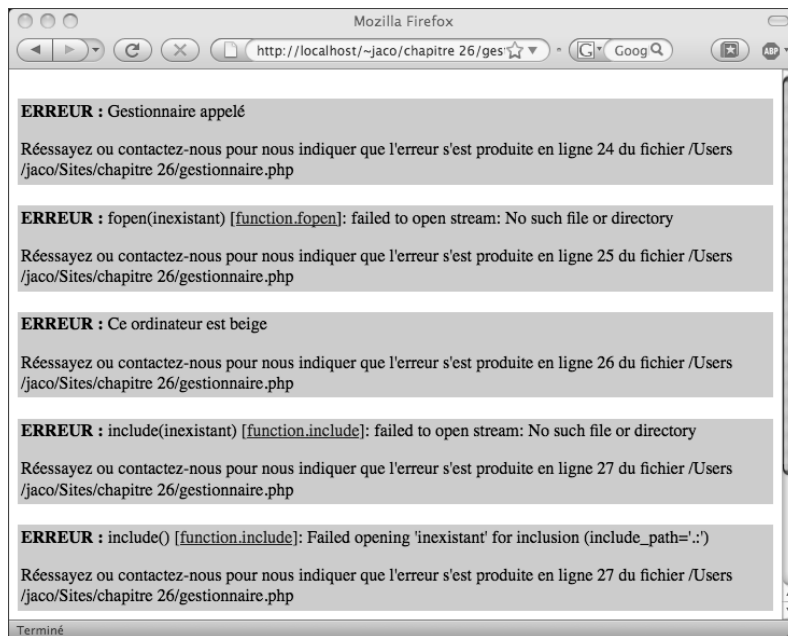 Mozilla Firefox
http://localhost/~jaco/chapitre 26/ges
G Goog
ABP
ERREUR : Gestionnaire appelé
Réessayez ou contactez-nous pour nous indiquer que l'erreur s'est produite en ligne 24 du fichier /Users
/jaco/Sites/chapitre 26/gestionnaire.php
ERREUR : fopen(inexistant) [function.fopen]: failed to open stream: No such file or directory
Réessayez ou contactez-nous pour nous indiquer que l'erreur s'est produite en ligne 25 du fichier /Users
/jaco/Sites/chapitre 26/gestionnaire.php
ERREUR : Ce ordinateur est beige
Réessayez ou contactez-nous pour nous indiquer que l'erreur s'est produite en ligne 26 du fichier /Users
/jaco/Sites/chapitre 26/gestionnaire.php
ERREUR : include(inexistant) [function.include]: failed to open stream: No such file or directory
Réessayez ou contactez-nous pour nous indiquer que l'erreur s'est produite en ligne 27 du fichier /Users
/jaco/Sites/chapitre 26/gestionnaire.php
ERREUR : include() [function.include]: Failed opening 'inexistant' for inclusion (include_path='.:')
Réessayez ou contactez-nous pour nous indiquer que l'erreur s'est produite en ligne 27 du fichier /Users
/jaco/Sites/chapitre 26/gestionnaire.php
Terminé